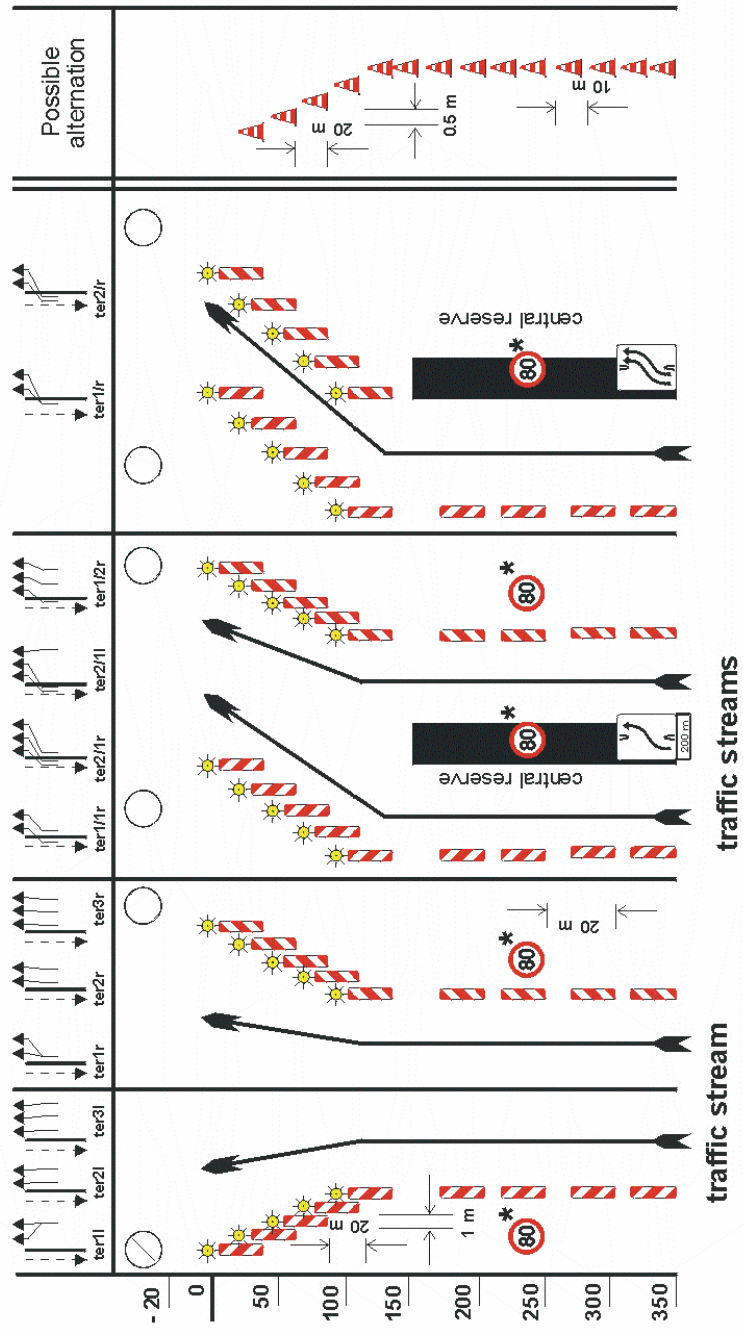 Possible
alternation
20 m
0.5 m
10 m
ter2/r
ter1/r
central reserve
80
*
ter1/2r
ter2/1l
ter2/1r
ter1/1r
80
*
80
*
central reserve
200 m
traffic streams
ter3r
ter2r
ter1r
20 m
80
*
ter3l
ter2l
ter1l
20 m
1 m
80
*
traffic stream
- 20
0
50
100
150
200
250
300
350